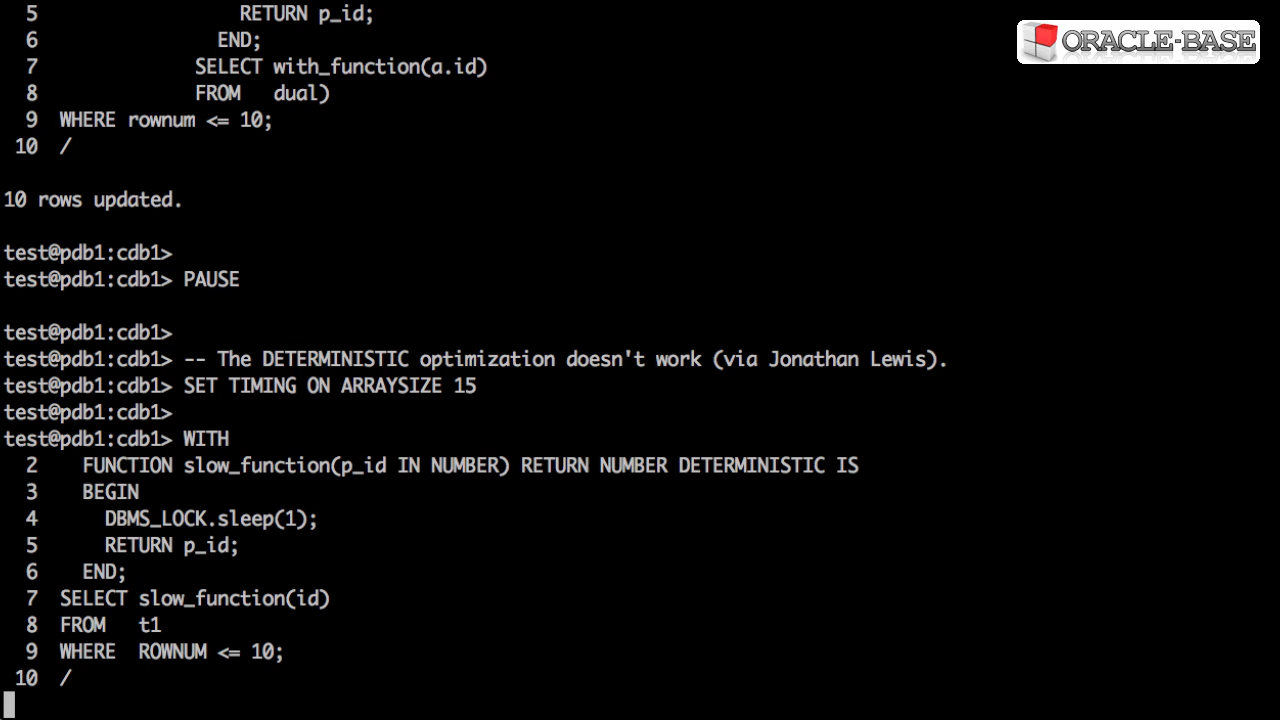 5                  RETURN p_id;
ORACLE-BASE
6                END;
7              SELECT with_function(a.id)
8              FROM   dual)
9  WHERE rownum <= 10;
10  /
10 rows updated.
test@pdb1:cdb1>
test@pdb1:cdb1> PAUSE
test@pdb1:cdb1>
test@pdb1:cdb1> -- The DETERMINISTIC optimization doesn't work (via Jonathan Lewis).
test@pdb1:cdb1> SET TIMING ON ARRAYSIZE 15
test@pdb1:cdb1>
test@pdb1:cdb1> WITH
2    FUNCTION slow_function(p_id IN NUMBER) RETURN NUMBER DETERMINISTIC IS
3    BEGIN
4      DBMS_LOCK.sleep(1);
5      RETURN p_id;
6    END;
7  SELECT slow_function(id)
8  FROM   t1
9  WHERE  ROWNUM <= 10;
10  /